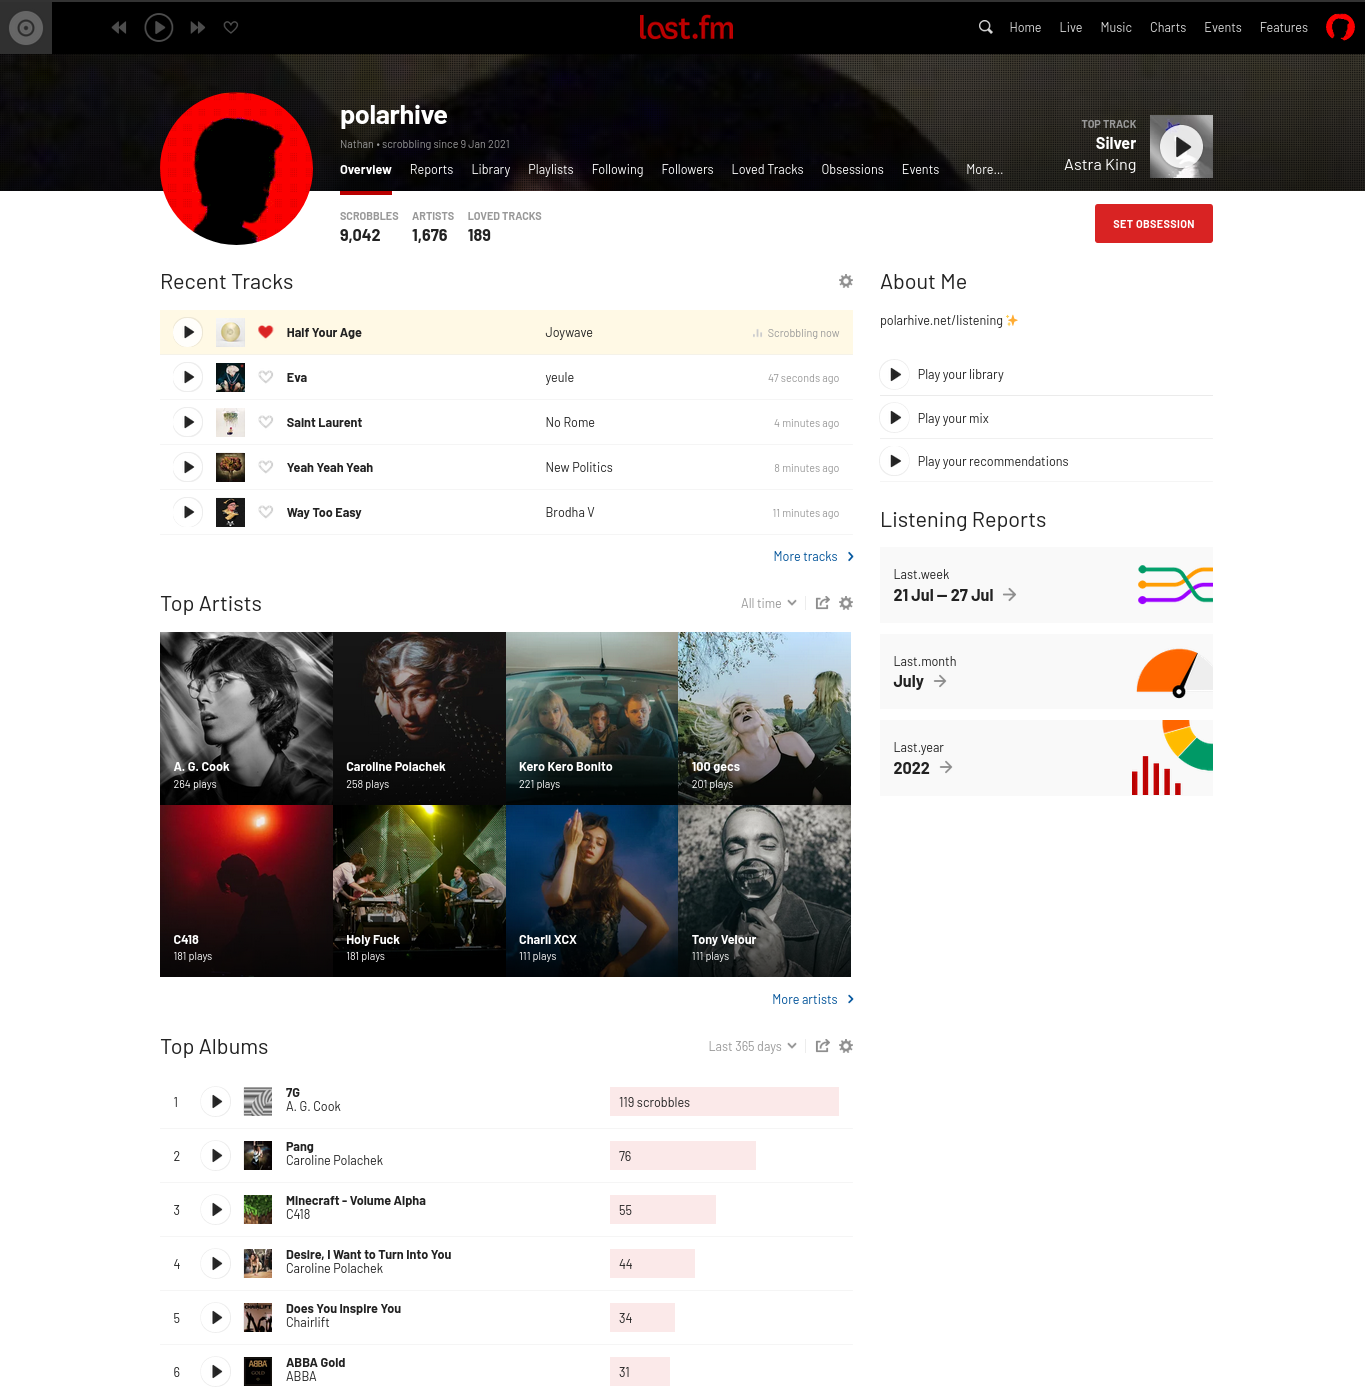 last.fm
Home Live Music Charts Events Features
polarhive
Nathan • scrobbling since 9 Jan 2021
Overview Reports Library Playlists Following Followers Loved Tracks Obsessions Events More...
TOP TRACK
Silver
Astra King
SCROBBLES ARTISTS LOVED TRACKS
9,042 1,676 189
SET OBSESSION
Recent Tracks
Half Your Age Joywave Scrobbling now
Eva yeule 47 seconds ago
Saint Laurent No Rome 4 minutes ago
Yeah Yeah Yeah New Politics 8 minutes ago
Way Too Easy Brodha V 11 minutes ago
More tracks
Top Artists
All time
A. G. Cook
264 plays
Caroline Polachek
258 plays
Kero Kero Bonito
221 plays
100 gecs
201 plays
C418
181 plays
Holy Fuck
181 plays
Charli XCX
111 plays
Tony Velour
111 plays
More artists
Top Albums
Last 365 days
1 7G
A. G. Cook
119 scrobbles
2 Pang
Caroline Polachek
76
3 Minecraft - Volume Alpha
C418
55
4 Desire, I Want to Turn Into You
Caroline Polachek
44
CHAIRLIFT
5 Does You Inspire You
Chairlift
34
ABBA
GOLD
6 ABBA Gold
ABBA
31
About Me
polarhive.net/listening ✨
Play your library
Play your mix
Play your recommendations
Listening Reports
Last.week
21 Jul — 27 Jul
Last.month
July
Last.year
2022